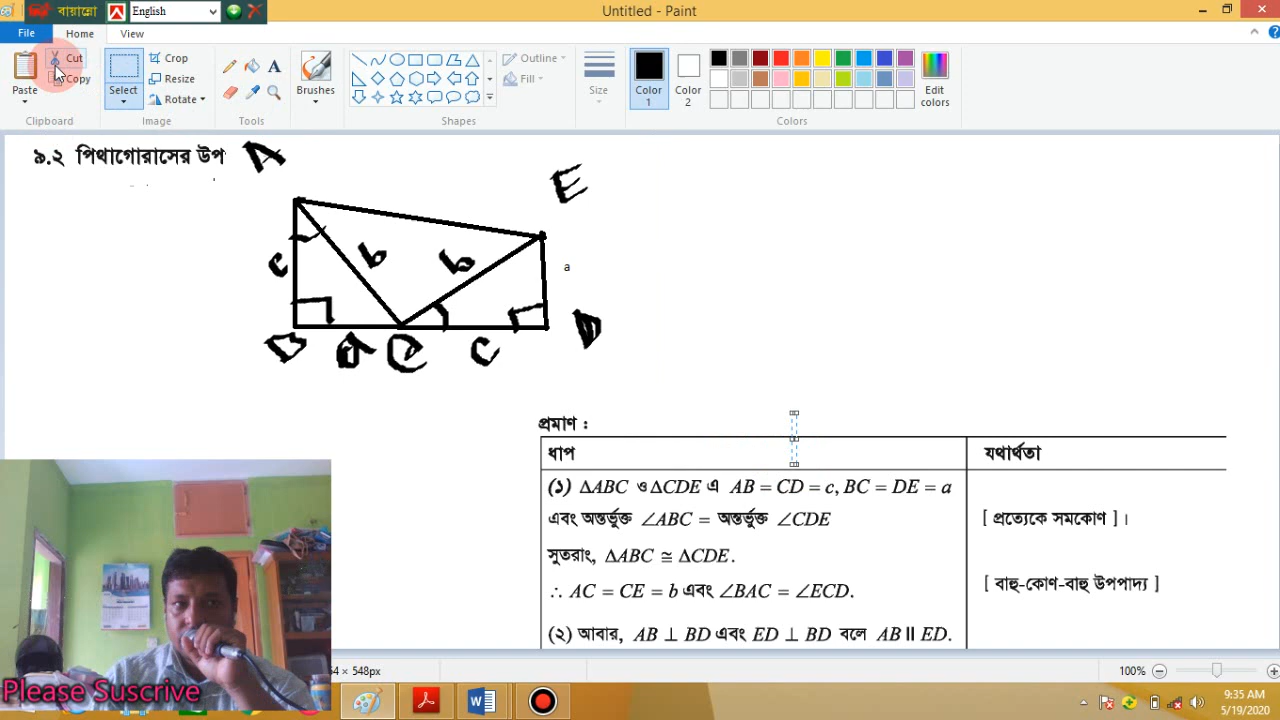 বায়ান্নো English Untitled - Paint
File Home View
Paste Cut Copy Select Crop Resize Rotate Brushes Outline Fill Size Color 1 Color 2 Edit colors
Clipboard Image Tools Shapes Colors
৯.২ পিথাগোরাসের উপ A
E
c b b a
B a C c D
প্রমাণ :
ধাপ যথার্থতা
(১) ΔABC ও ΔCDE এ AB = CD = c, BC = DE = a
এবং অন্তর্ভুক্ত ∠ABC = অন্তর্ভুক্ত ∠CDE [ প্রত্যেকে সমকোণ ]।
সুতরাং, ΔABC ≅ ΔCDE.
∴ AC = CE = b এবং ∠BAC = ∠ECD. [ বাহু-কোণ-বাহু উপপাদ্য ]
(২) আবার, AB ⊥ BD এবং ED ⊥ BD বলে AB ∥ ED.
4 × 548px 100%
Please Suscrive
9:35 AM
5/19/2020